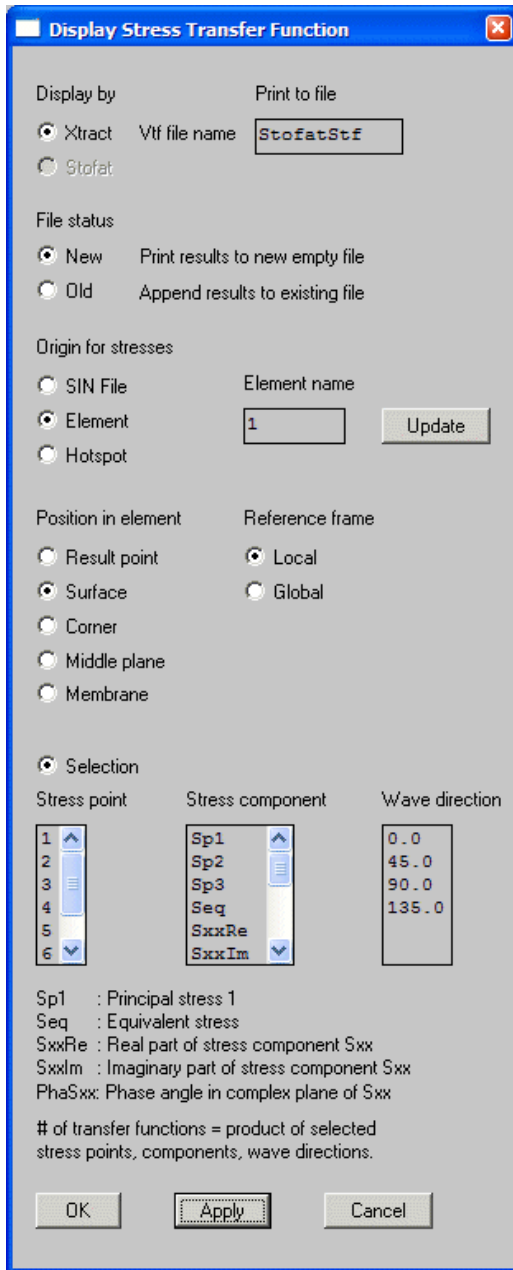 Display Stress Transfer Function
Display by Print to file
Xtract Vtf file name StofatStf
Stofat
File status
New Print results to new empty file
Old Append results to existing file
Origin for stresses
SIN File Element name
Element 1 Update
Hotspot
Position in element Reference frame
Result point Local
Surface Global
Corner
Middle plane
Membrane
Selection
Stress point Stress component Wave direction
1 Sp1 0.0
2 Sp2 45.0
3 Sp3 90.0
4 Seq 135.0
5 SxxRe
6 SxxIm
Sp1 : Principal stress 1
Seq : Equivalent stress
SxxRe : Real part of stress component Sxx
SxxIm : Imaginary part of stress component Sxx
PhaSxx: Phase angle in complex plane of Sxx
# of transfer functions = product of selected
stress points, components, wave directions.
OK Apply Cancel